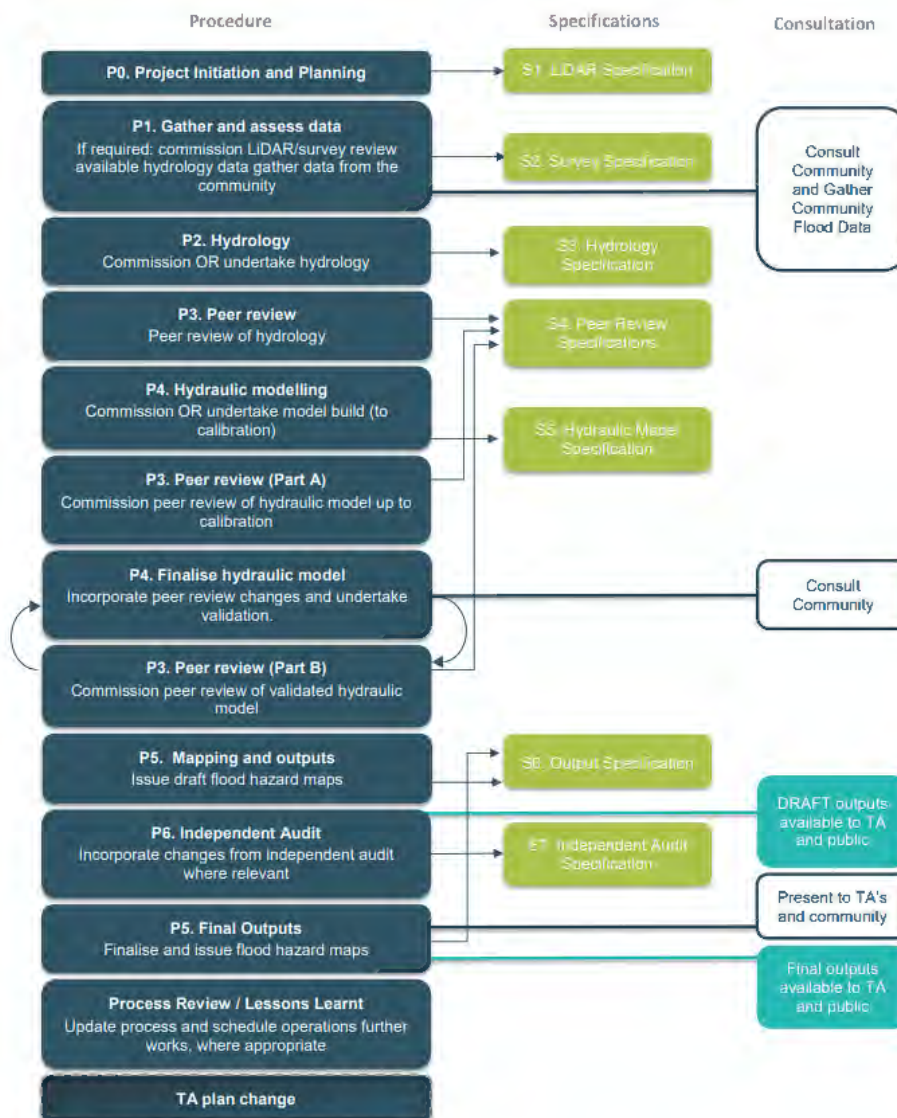 Procedure
Specifications
Consultation
P0. Project Initiation and Planning
S1. LiDAR Specification
P1. Gather and assess data
If required: commission LiDAR/survey review
available hydrology data gather data from the
community
S2. Survey Specification
Consult
Community
and Gather
Community
Flood Data
P2. Hydrology
Commission OR undertake hydrology
S3. Hydrology
Specification
P3. Peer review
Peer review of hydrology
S4. Peer Review
Specifications
P4. Hydraulic modelling
Commission OR undertake model build (to
calibration)
S5. Hydraulic Model
Specification
P3. Peer review (Part A)
Commission peer review of hydraulic model up to
calibration
P4. Finalise hydraulic model
Incorporate peer review changes and undertake
validation.
Consult
Community
P3. Peer review (Part B)
Commission peer review of validated hydraulic
model
P5. Mapping and outputs
Issue draft flood hazard maps
S6. Output Specification
DRAFT outputs
available to TA
and public
P6. Independent Audit
Incorporate changes from independent audit
where relevant
S7. Independent Audit
Specification
Present to TA's
and community
P5. Final Outputs
Finalise and issue flood hazard maps
Final outputs
available to TA
and public
Process Review / Lessons Learnt
Update process and schedule operations further
works, where appropriate
TA plan change